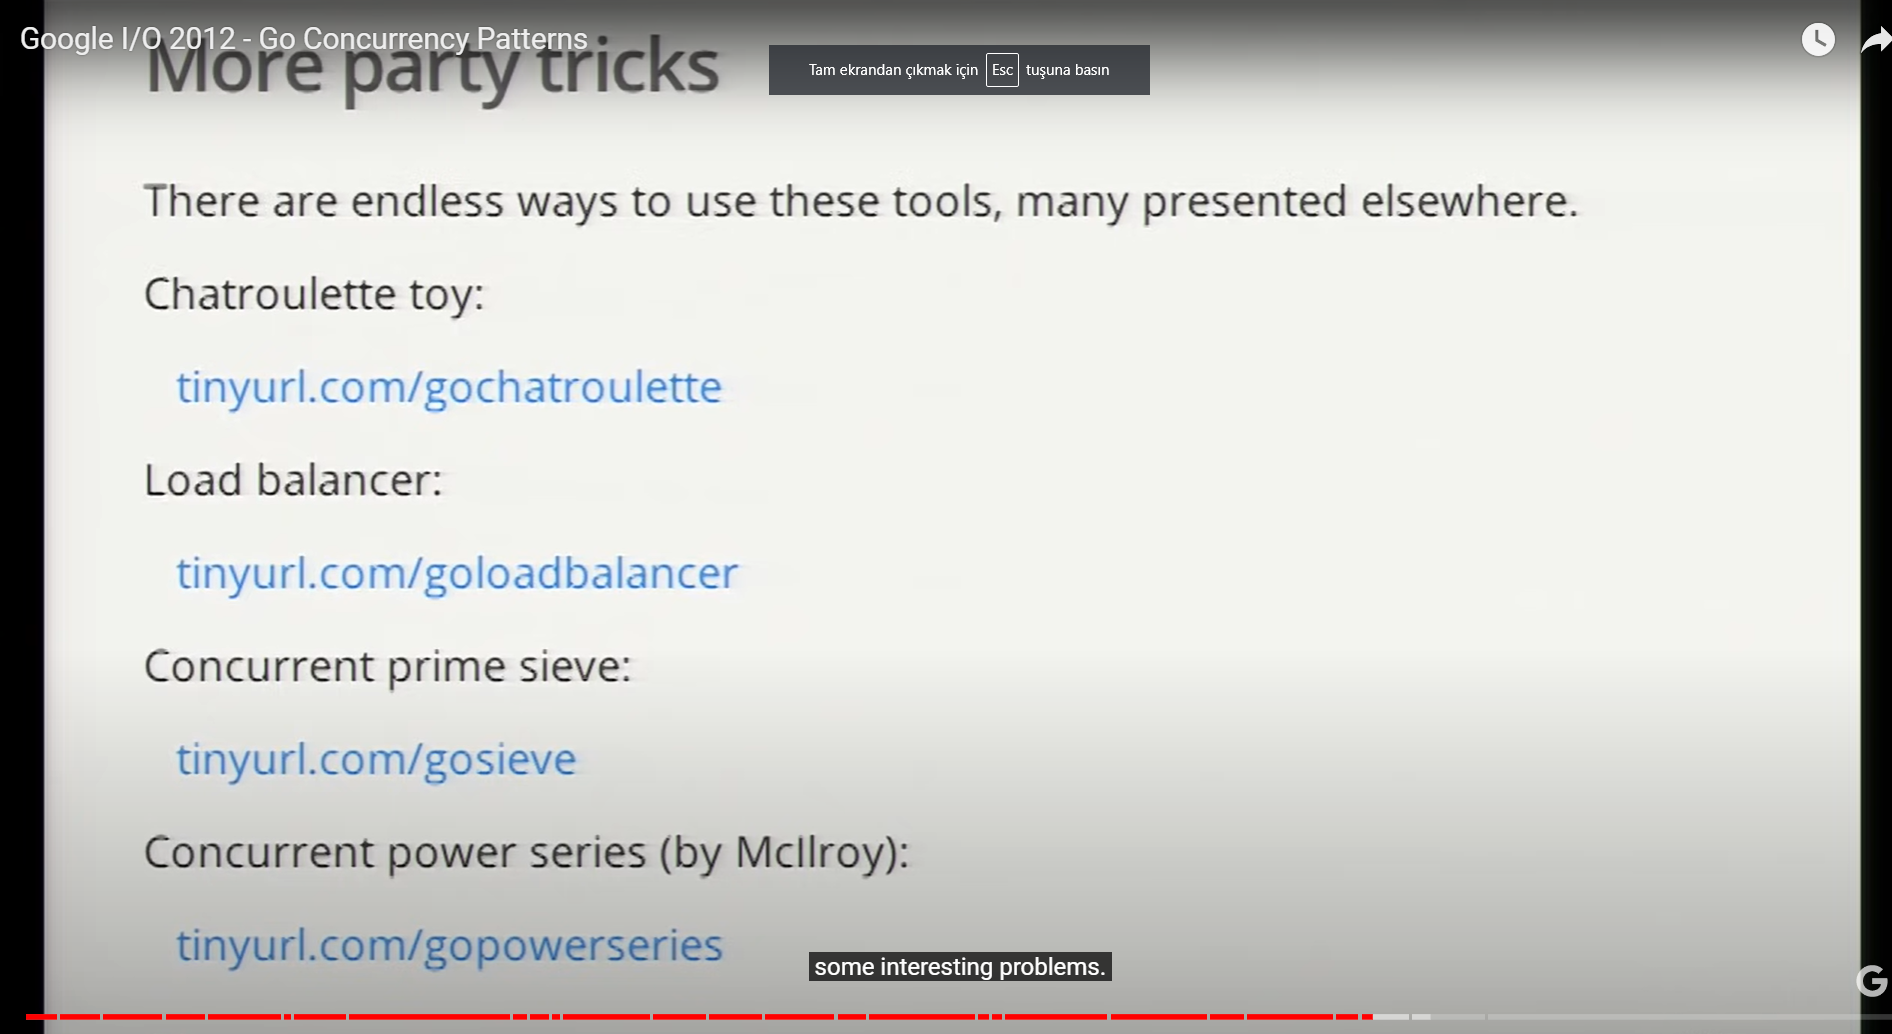 Google I/O 2012 - Go Concurrency Patterns
More party tricks
Tam ekrandan çıkmak için Esc tuşuna basın
There are endless ways to use these tools, many presented elsewhere.
Chatroulette toy:
tinyurl.com/gochatroulette
Load balancer:
tinyurl.com/goloadbalancer
Concurrent prime sieve:
tinyurl.com/gosieve
Concurrent power series (by McIlroy):
tinyurl.com/gopowerseries
some interesting problems.
G